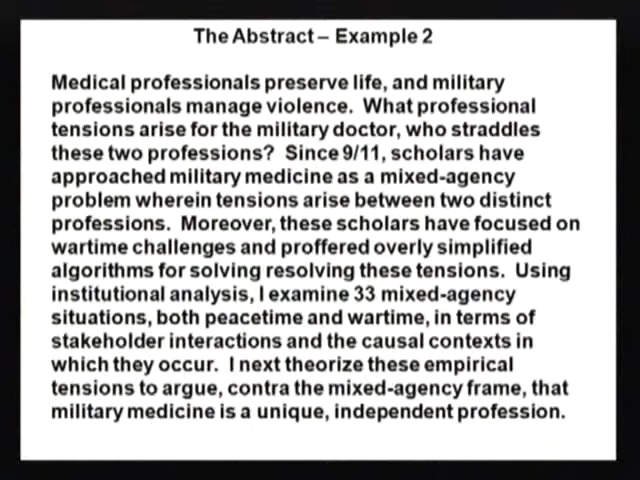 The Abstract – Example 2
Medical professionals preserve life, and military
professionals manage violence.  What professional
tensions arise for the military doctor, who straddles
these two professions?  Since 9/11, scholars have
approached military medicine as a mixed-agency
problem wherein tensions arise between two distinct
professions.  Moreover, these scholars have focused on
wartime challenges and proffered overly simplified
algorithms for solving resolving these tensions.  Using
institutional analysis, I examine 33 mixed-agency
situations, both peacetime and wartime, in terms of
stakeholder interactions and the causal contexts in
which they occur.  I next theorize these empirical
tensions to argue, contra the mixed-agency frame, that
military medicine is a unique, independent profession.